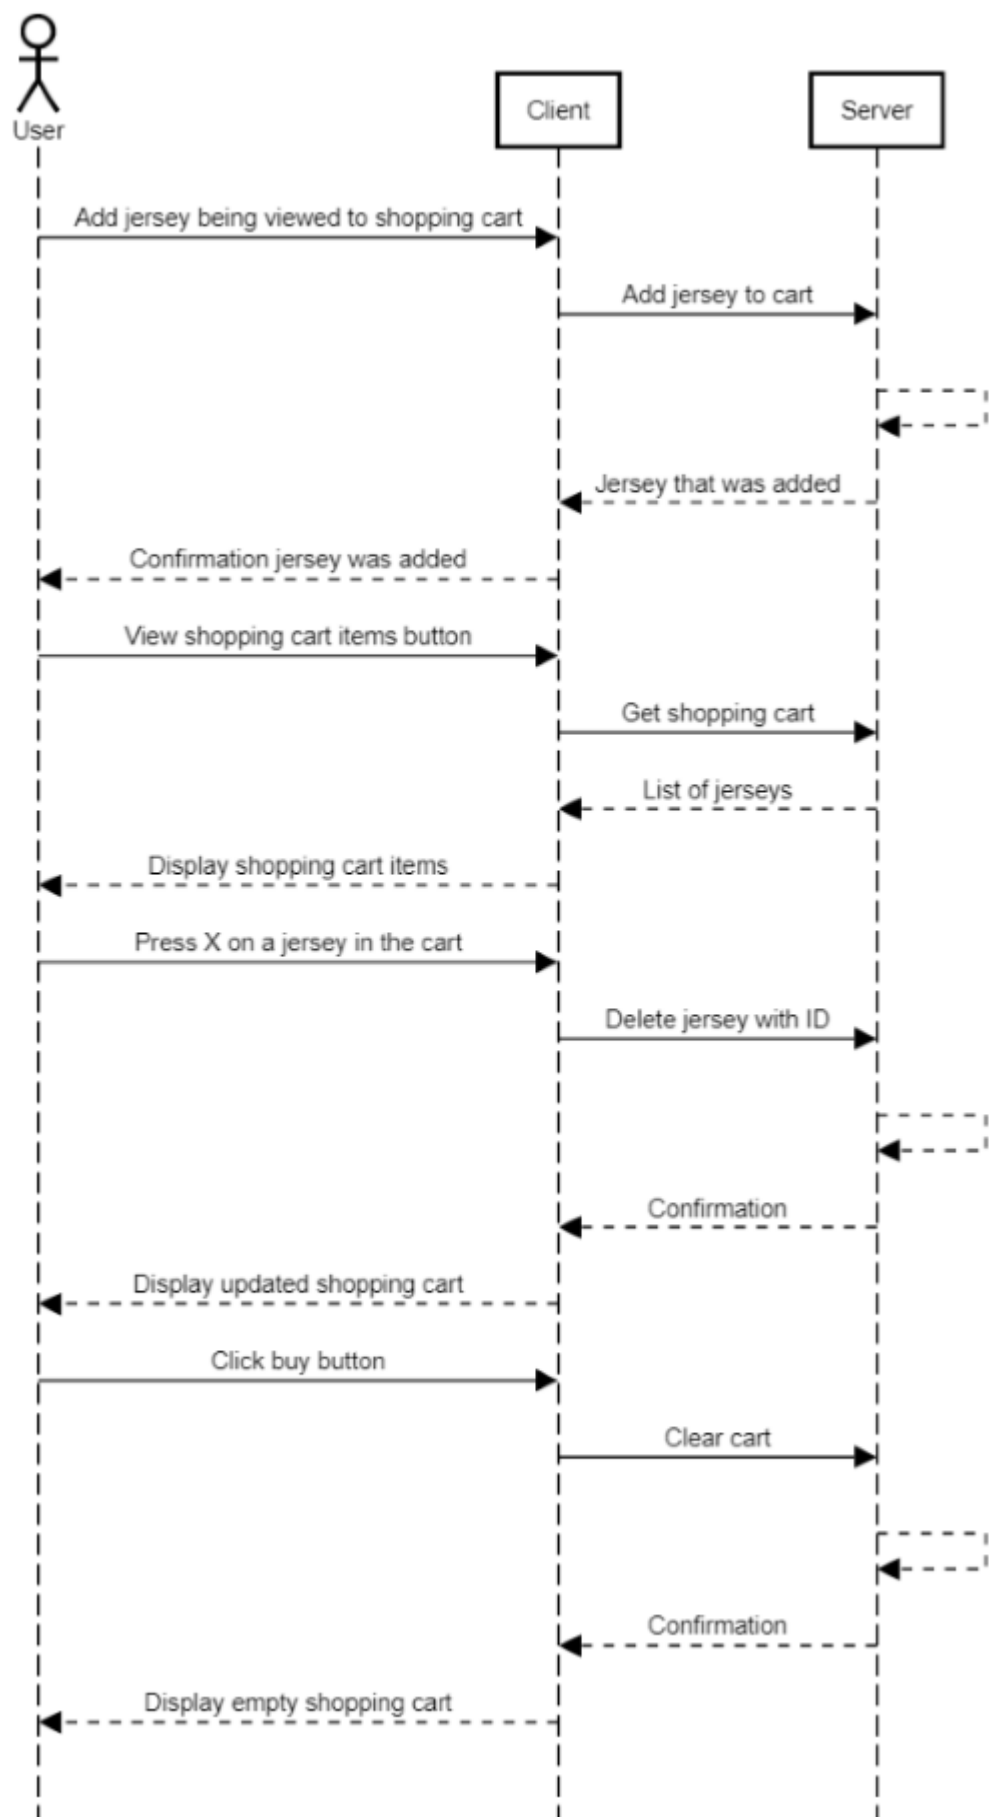 User
Client
Server
Add jersey being viewed to shopping cart
Add jersey to cart
Jersey that was added
Confirmation jersey was added
View shopping cart items button
Get shopping cart
List of jerseys
Display shopping cart items
Press X on a jersey in the cart
Delete jersey with ID
Confirmation
Display updated shopping cart
Click buy button
Clear cart
Confirmation
Display empty shopping cart